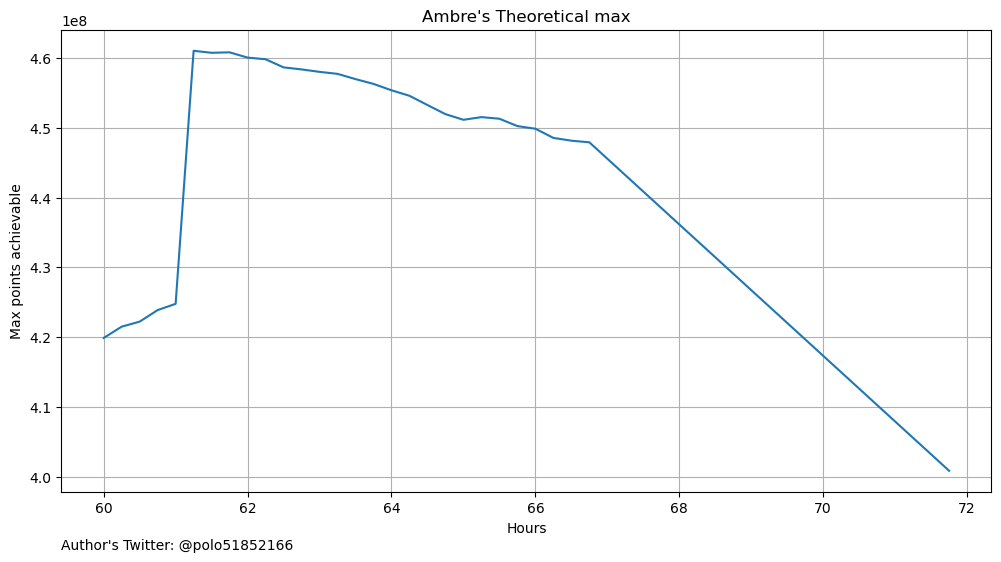 Ambre's Theoretical max
1e8
4.6
4.5
4.4
4.3
4.2
4.1
4.0
Max points achievable
60 62 64 66 68 70 72
Hours
Author's Twitter: @polo51852166